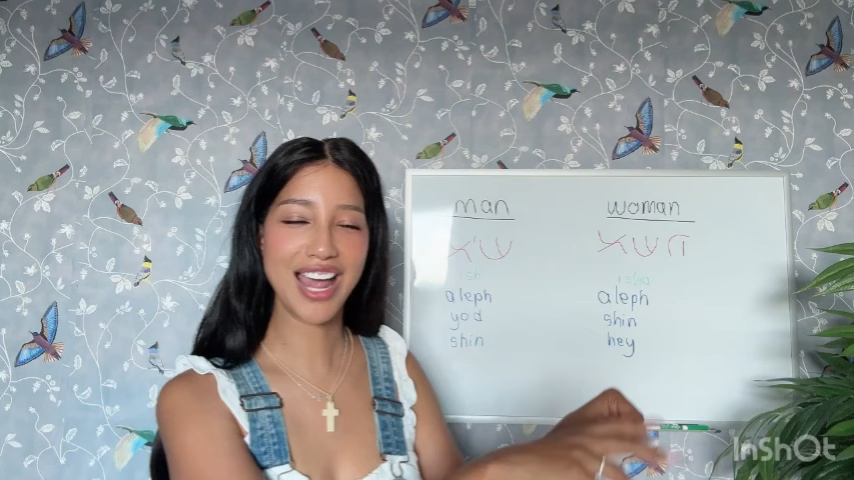 man
איש
aleph
yod
shin
woman
אשה
aleph
shin
hey
InShOt